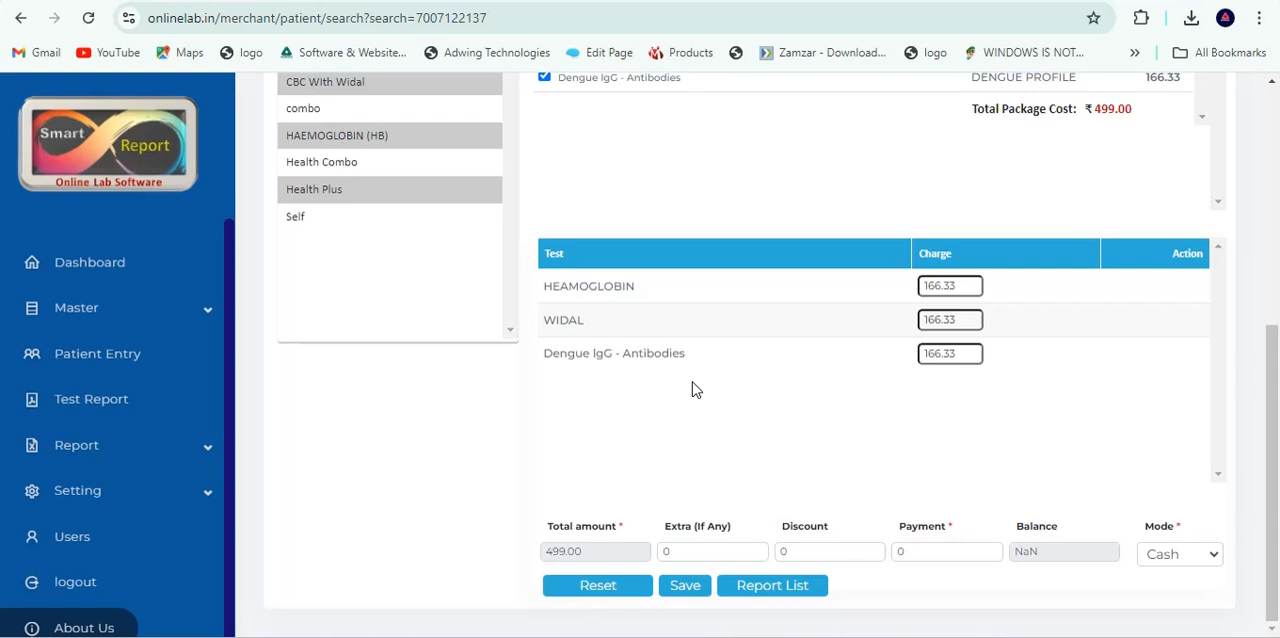 onlinelab.in/merchant/patient/search?search=7007122137
Gmail
YouTube
Maps
logo
Software & Website...
Adwing Technologies
Edit Page
Products
Zamzar - Download...
logo
WINDOWS IS NOT...
»
All Bookmarks
Smart
Report
Online Lab Software
Dashboard
Master
Patient Entry
Test Report
Report
Setting
Users
logout
About Us
CBC With Widal
combo
HAEMOGLOBIN (HB)
Health Combo
Health Plus
Self
Dengue lgG - Antibodies DENGUE PROFILE 166.33
Total Package Cost: ₹ 499.00
Test Charge Action
HEAMOGLOBIN 166.33
WIDAL 166.33
Dengue lgG - Antibodies 166.33
Total amount * Extra (If Any) Discount Payment * Balance Mode *
499.00 0 0 0 NaN Cash
Reset Save Report List